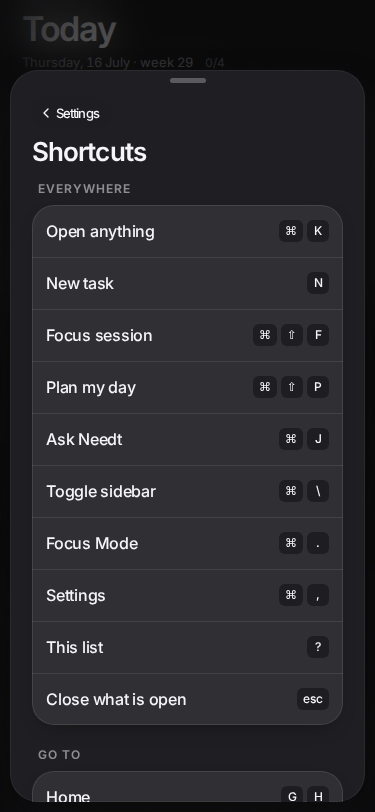 Today
Thursday, 16 July · week 29 0/4
Settings
Shortcuts
EVERYWHERE
Open anything ⌘ K
New task N
Focus session ⌘ ⇧ F
Plan my day ⌘ ⇧ P
Ask Needt ⌘ J
Toggle sidebar ⌘ \
Focus Mode ⌘ .
Settings ⌘ ,
This list ?
Close what is open esc
GO TO
Home G H